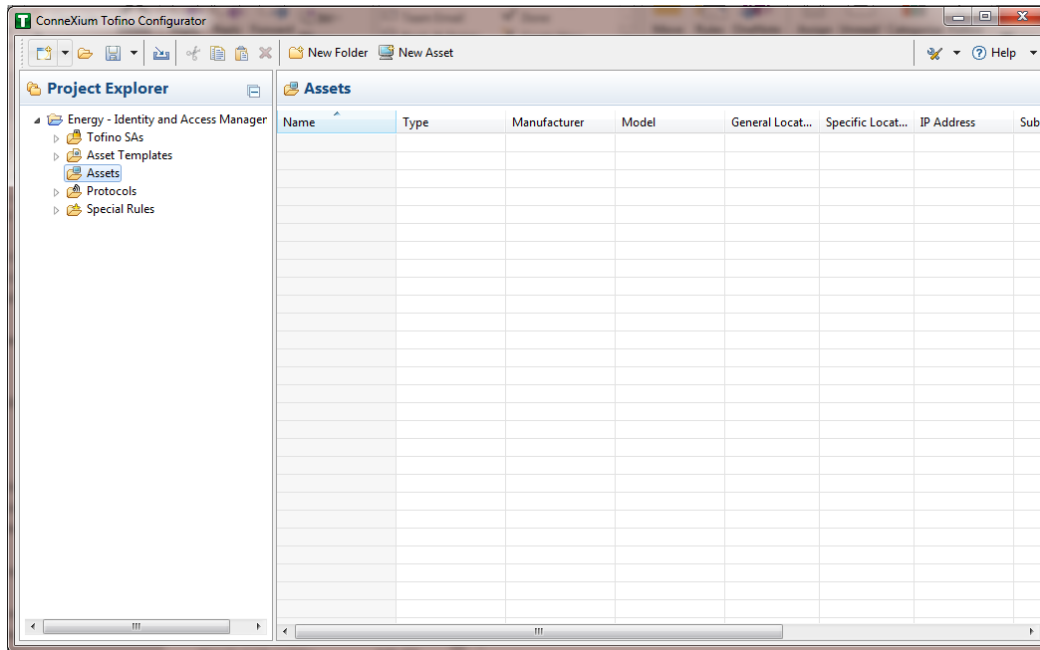 ConneXium Tofino Configurator
New Folder New Asset Help
Project Explorer
Energy - Identity and Access Manager
Tofino SAs
Asset Templates
Assets
Protocols
Special Rules
Assets
Name Type Manufacturer Model General Locat... Specific Locat... IP Address Sub